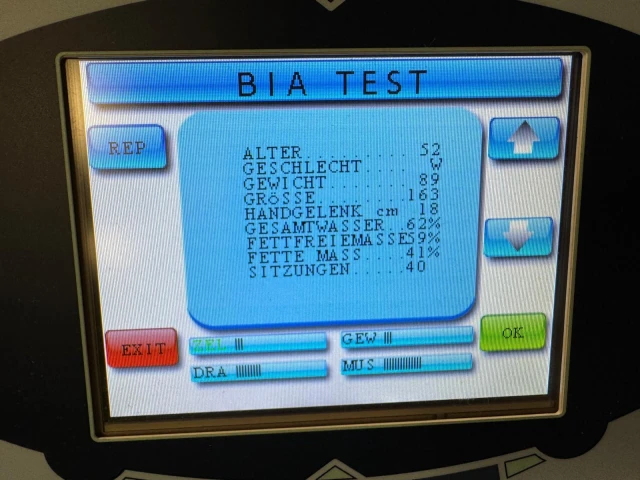 BIA TEST
REP
ALTER......... 52
GESCHLECHT.... W
GEWICHT....... 89
GRÖSSE........ 163
HANDGELENK cm 18
GESAMTWASSER..62%
FETTFREIEMASSE59%
FETTE MASS....41%
SITZUNGEN.....40
EXIT
ZEL
GEW
OK
DRA
MUS